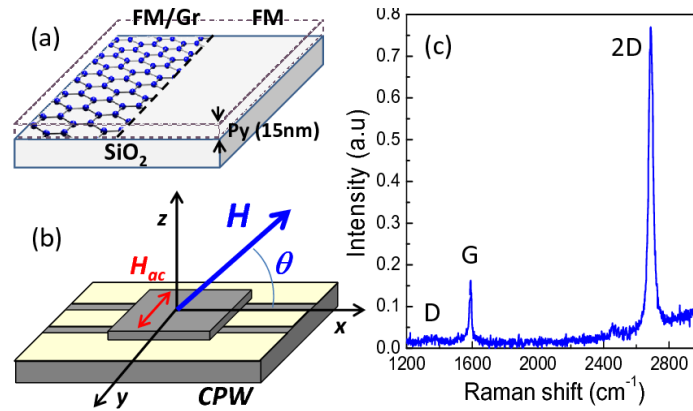 (a)
FM/Gr FM
Py (15nm)
SiO₂
(b)
z
H
H_ac
θ
x
y
CPW
(c)
2D
G
D
0.8
0.7
0.6
0.5
0.4
0.3
0.2
0.1
0.0
Intensity (a.u)
1200 1600 2000 2400 2800
Raman shift (cm⁻¹)